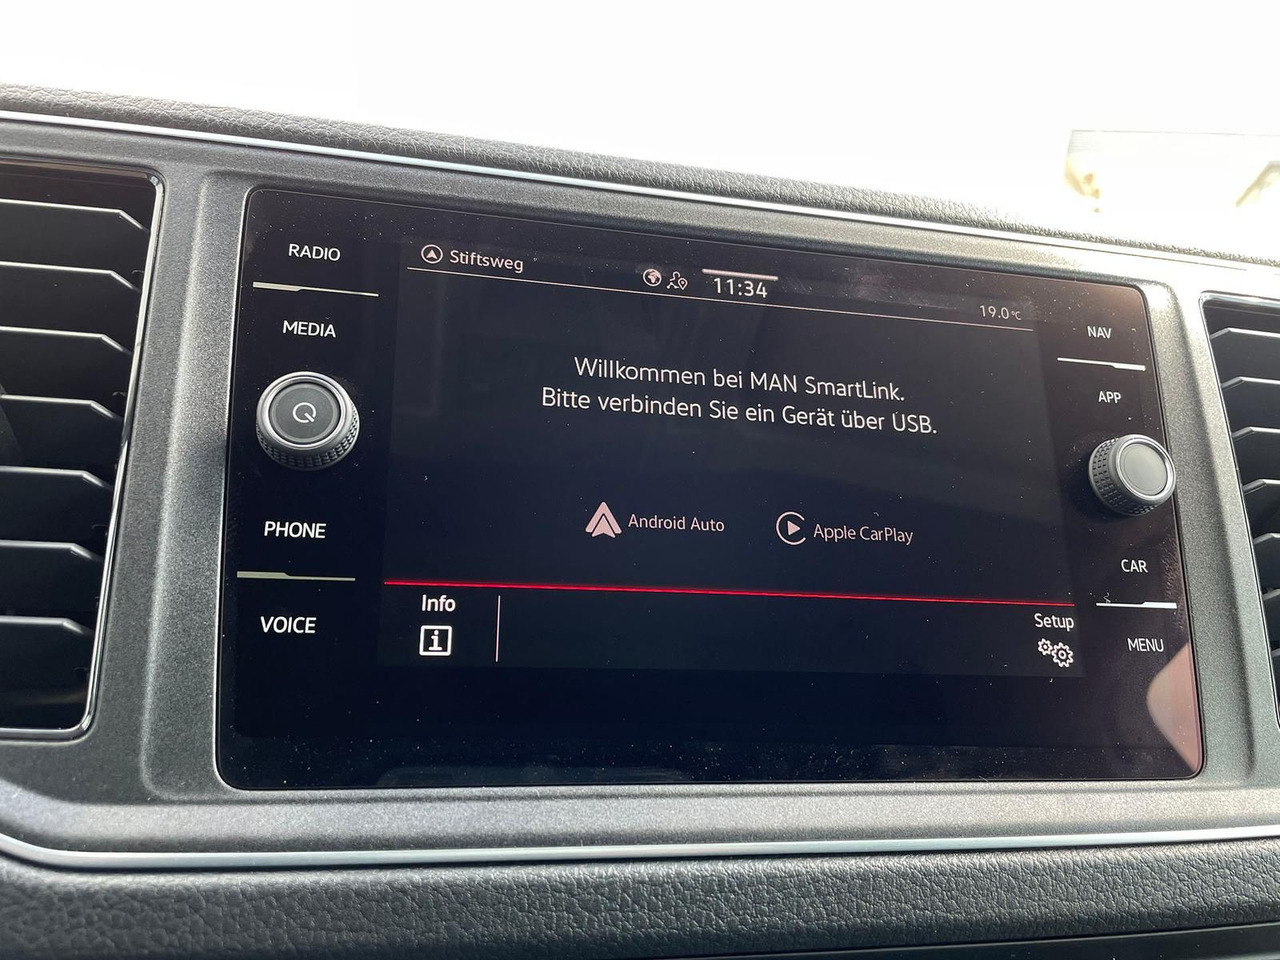 RADIO
MEDIA
PHONE
VOICE
Stiftsweg
11:34
19.0°C
Willkommen bei MAN SmartLink.
Bitte verbinden Sie ein Gerät über USB.
Android Auto
Apple CarPlay
Info
Setup
NAV
APP
CAR
MENU